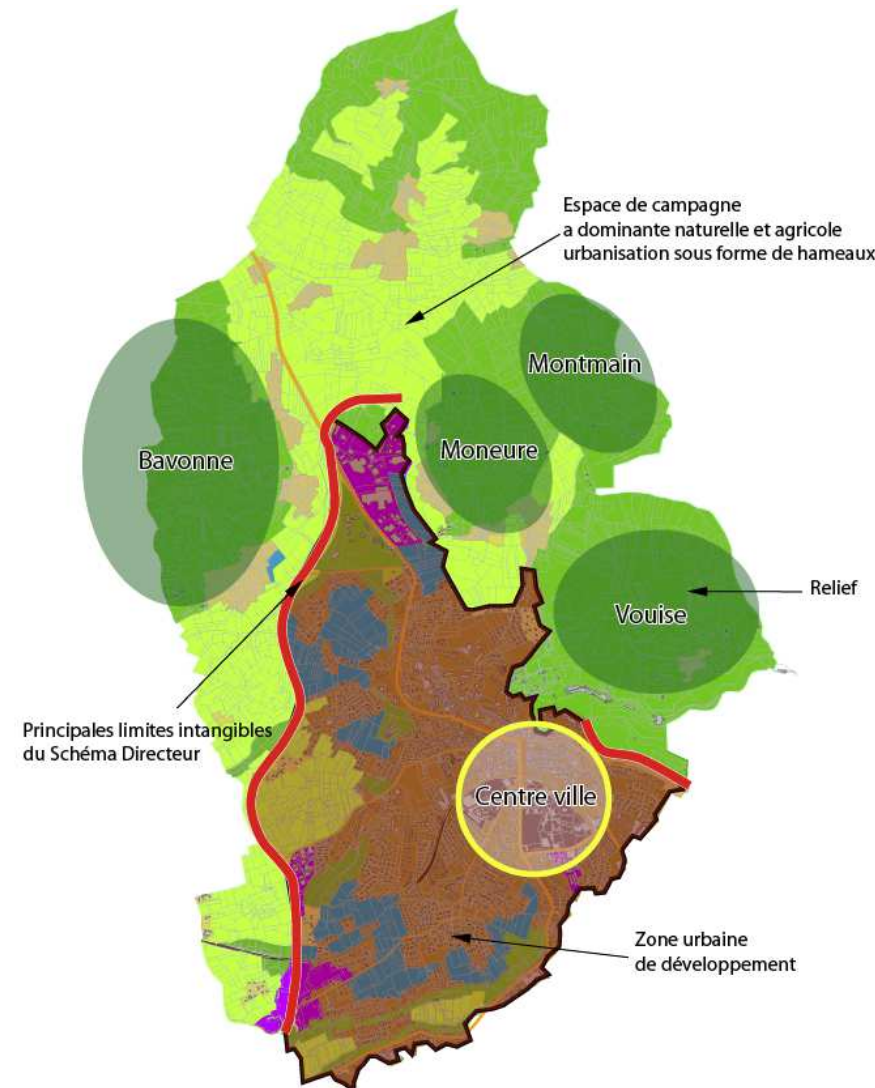 Espace de campagne
a dominante naturelle et agricole
urbanisation sous forme de hameaux
Montmain
Moneure
Bavonne
Relief
Vouise
Principales limites intangibles
du Schéma Directeur
Centre ville
Zone urbaine
de développement